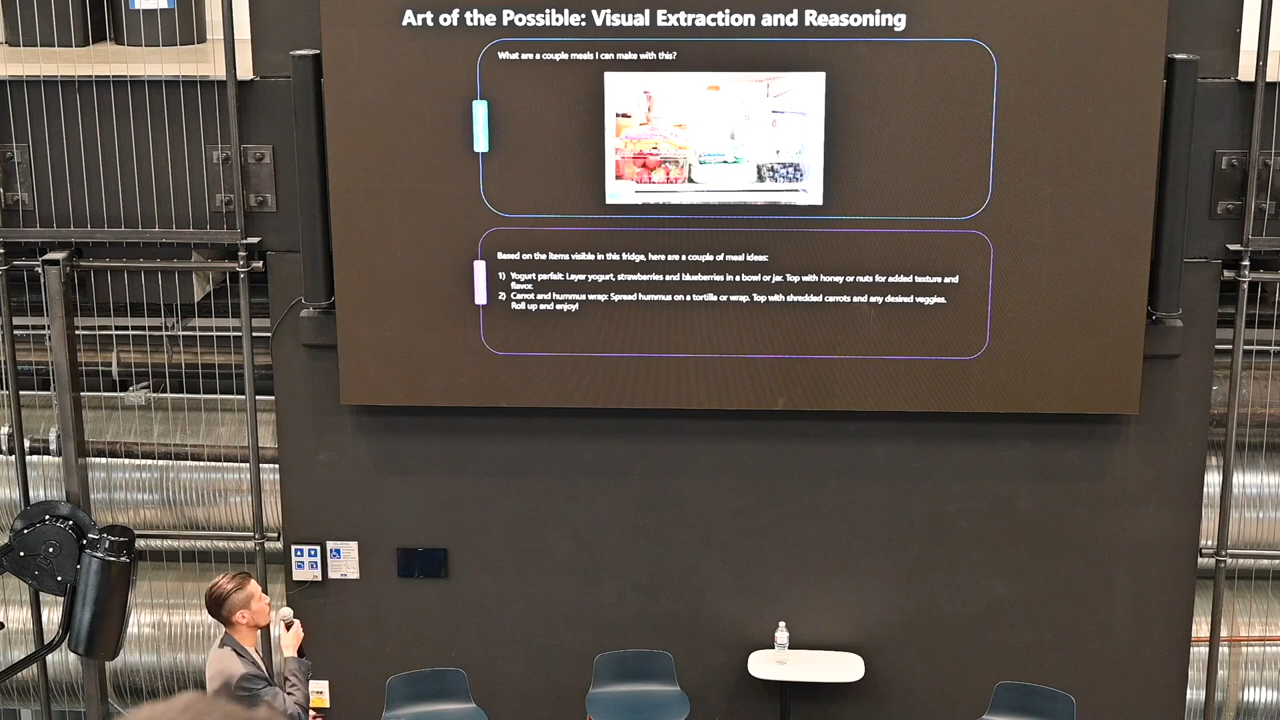 Art of the Possible: Visual Extraction and Reasoning
What are a couple meals I can make with this?
Based on the items visible in this fridge, here are a couple of meal ideas:
1) Yogurt parfait: Layer yogurt, strawberries and blueberries in a bowl or jar. Top with honey or nuts for added texture and
flavor.
2) Carrot and hummus wrap: Spread hummus on a tortilla or wrap. Top with shredded carrots and any desired veggies.
Roll up and enjoy!